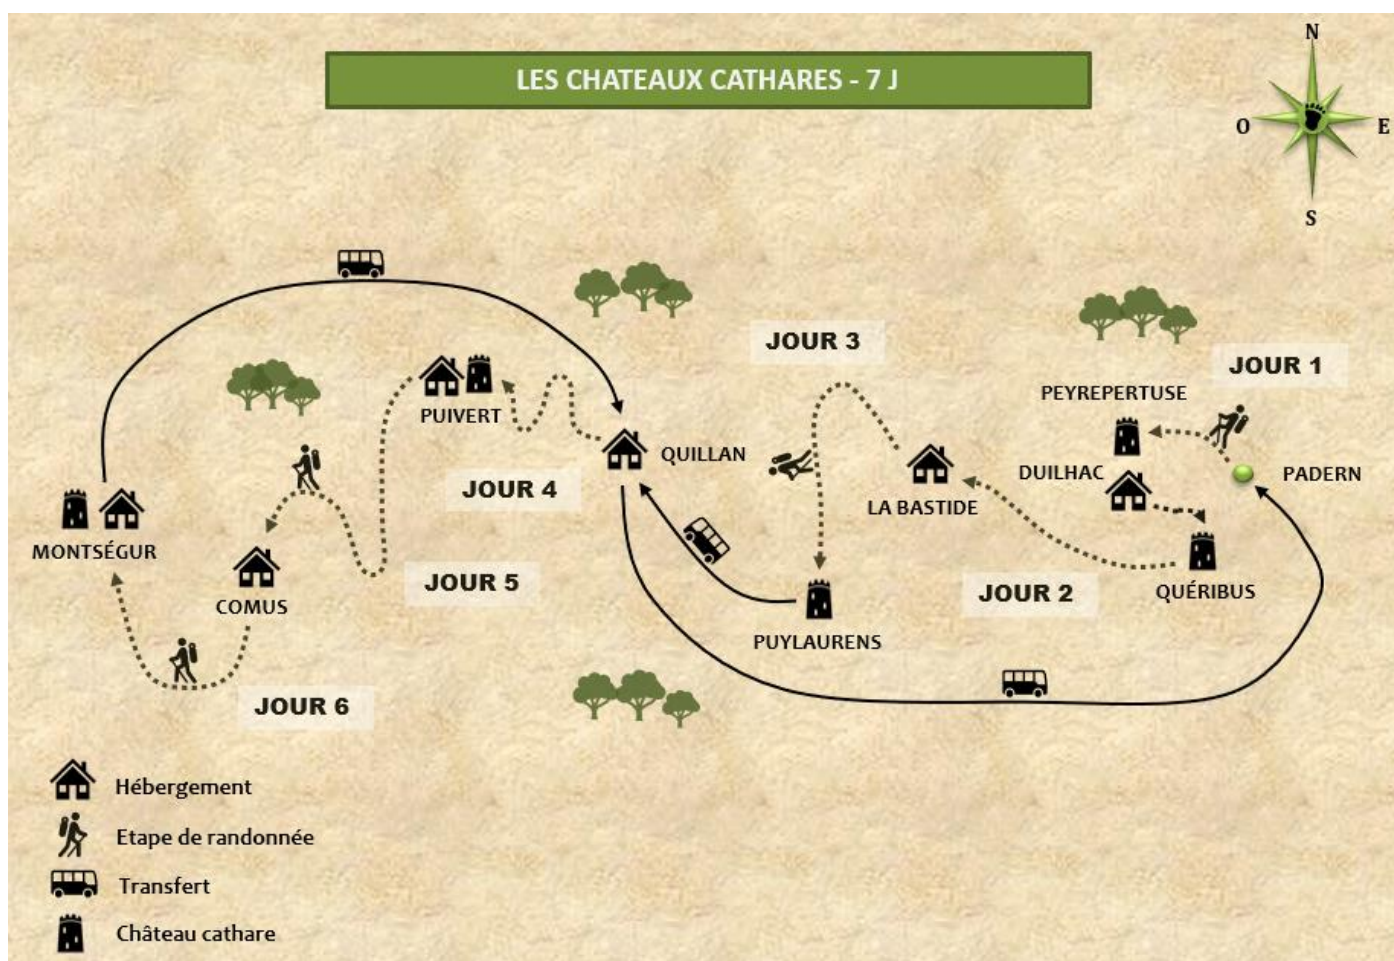 LES CHATEAUX CATHARES - 7 J
N
O
E
S
JOUR 3
JOUR 1
PEYREPERTUSE
PUIVERT
QUILLAN
DUILHAC
PADERN
JOUR 4
LA BASTIDE
MONTSÉGUR
JOUR 5
JOUR 2
QUÉRIBUS
COMUS
PUYLAURENS
JOUR 6
Hébergement
Etape de randonnée
Transfert
Château cathare